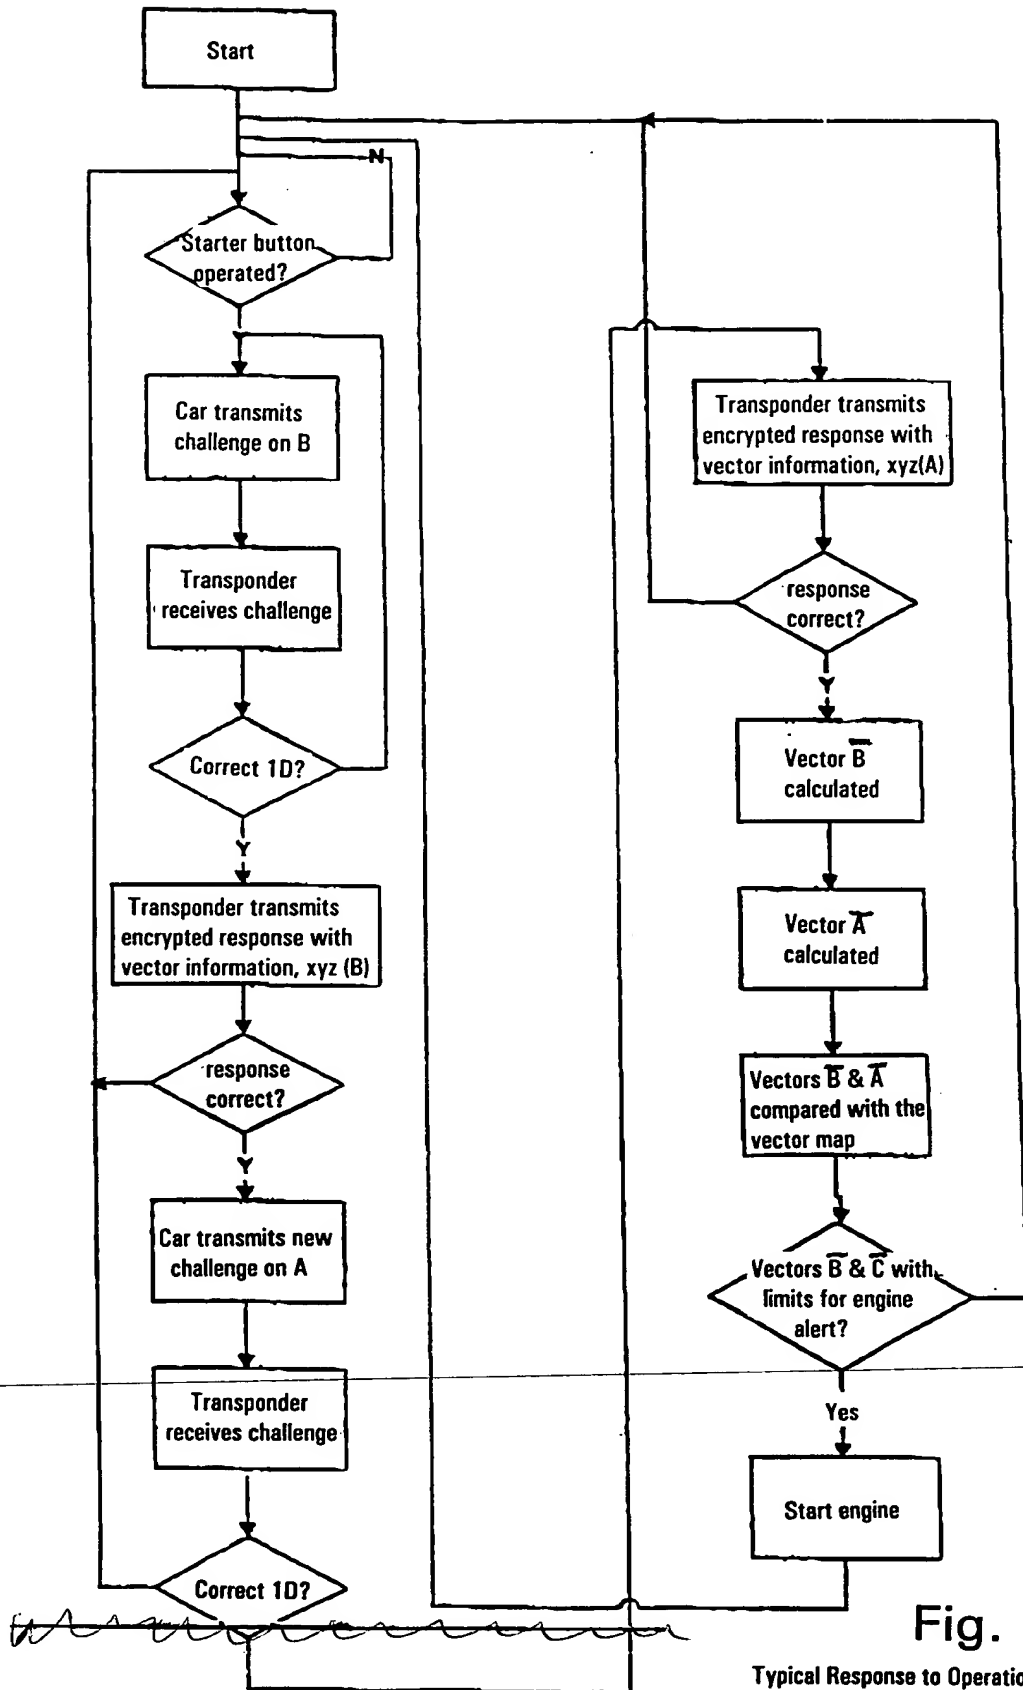 Start
N
Starter button
operated?
Y
Car transmits
challenge on B
Transponder
receives challenge
Correct 1D?
Y
Transponder transmits
encrypted response with
vector information, xyz (B)
response
correct?
Y
Car transmits new
challenge on A
Transponder
receives challenge
Correct 1D?
Transponder transmits
encrypted response with
vector information, xyz(A)
response
correct?
Y
Vector B̅
calculated
Vector A̅
calculated
Vectors B̅ & A̅
compared with the
vector map
Vectors B̅ & C̅ with
limits for engine
alert?
Yes
Start engine
Fig.
Typical Response to Operatio